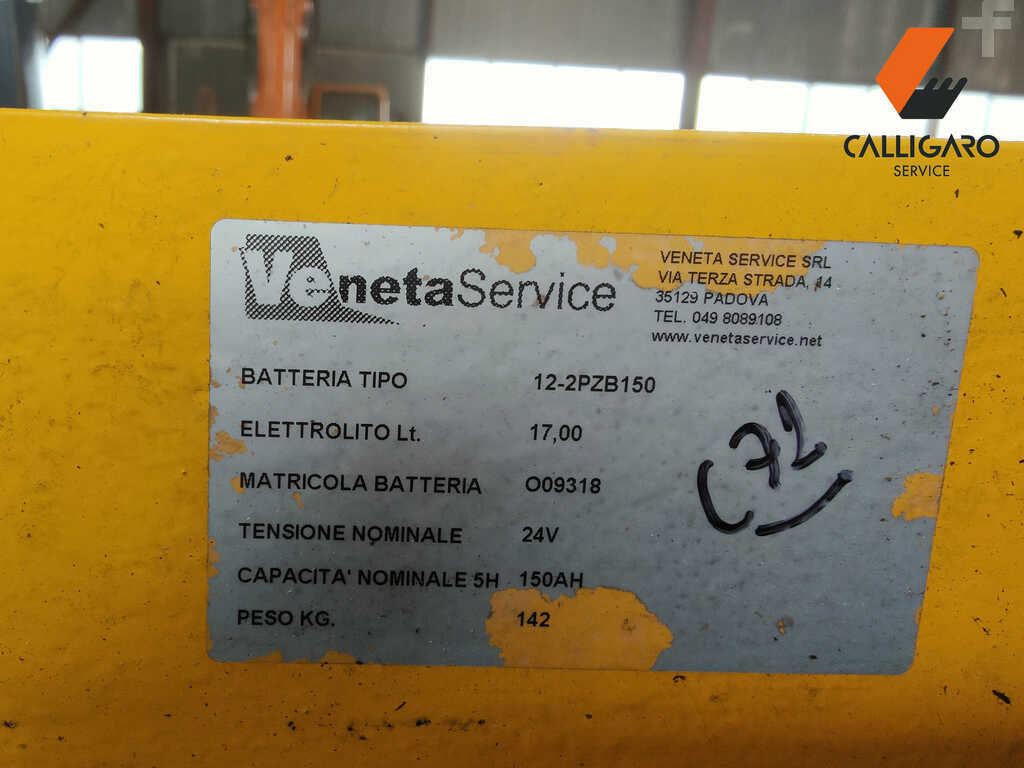 CALLIGARO
SERVICE
VenetaService
VENETA SERVICE SRL
VIA TERZA STRADA, 14
35129 PADOVA
TEL. 049 8089108
www.venetaservice.net
BATTERIA TIPO 12-2PZB150
ELETTROLITO Lt. 17,00
MATRICOLA BATTERIA O09318
TENSIONE NOMINALE 24V
CAPACITA' NOMINALE 5H 150AH
PESO KG. 142
C72